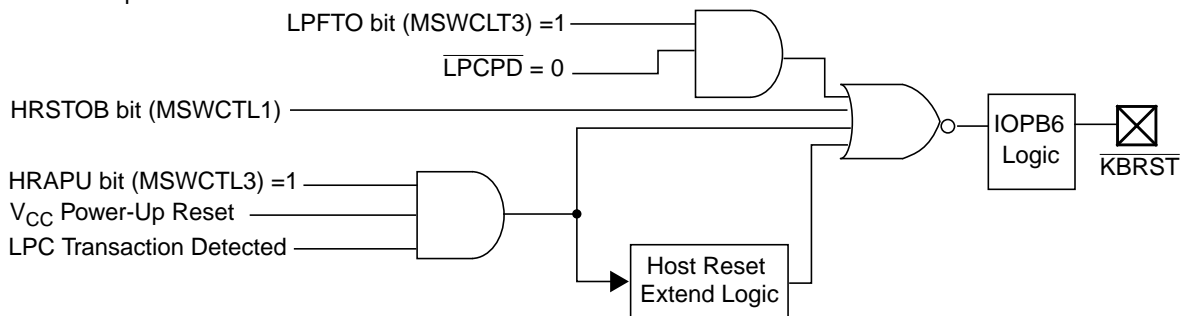 LPFTO bit (MSWCLT3) =1
LPCPD = 0
HRSTOB bit (MSWCTL1)
IOPB6
Logic
KBRST
HRAPU bit (MSWCTL3) =1
VCC Power-Up Reset
LPC Transaction Detected
Host Reset
Extend Logic